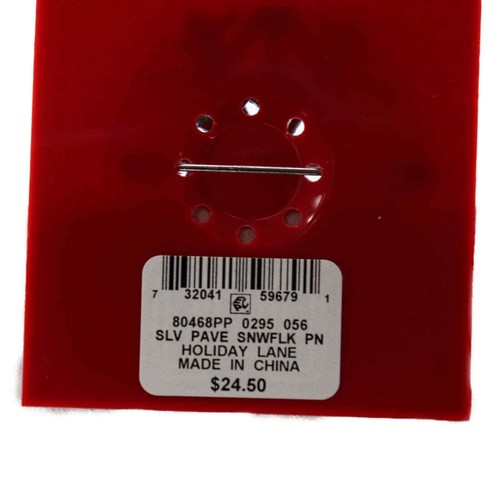 7 32041 59679 1
80468PP 0295 056
SLV PAVE SNWFLK PN
HOLIDAY LANE
MADE IN CHINA
$24.50